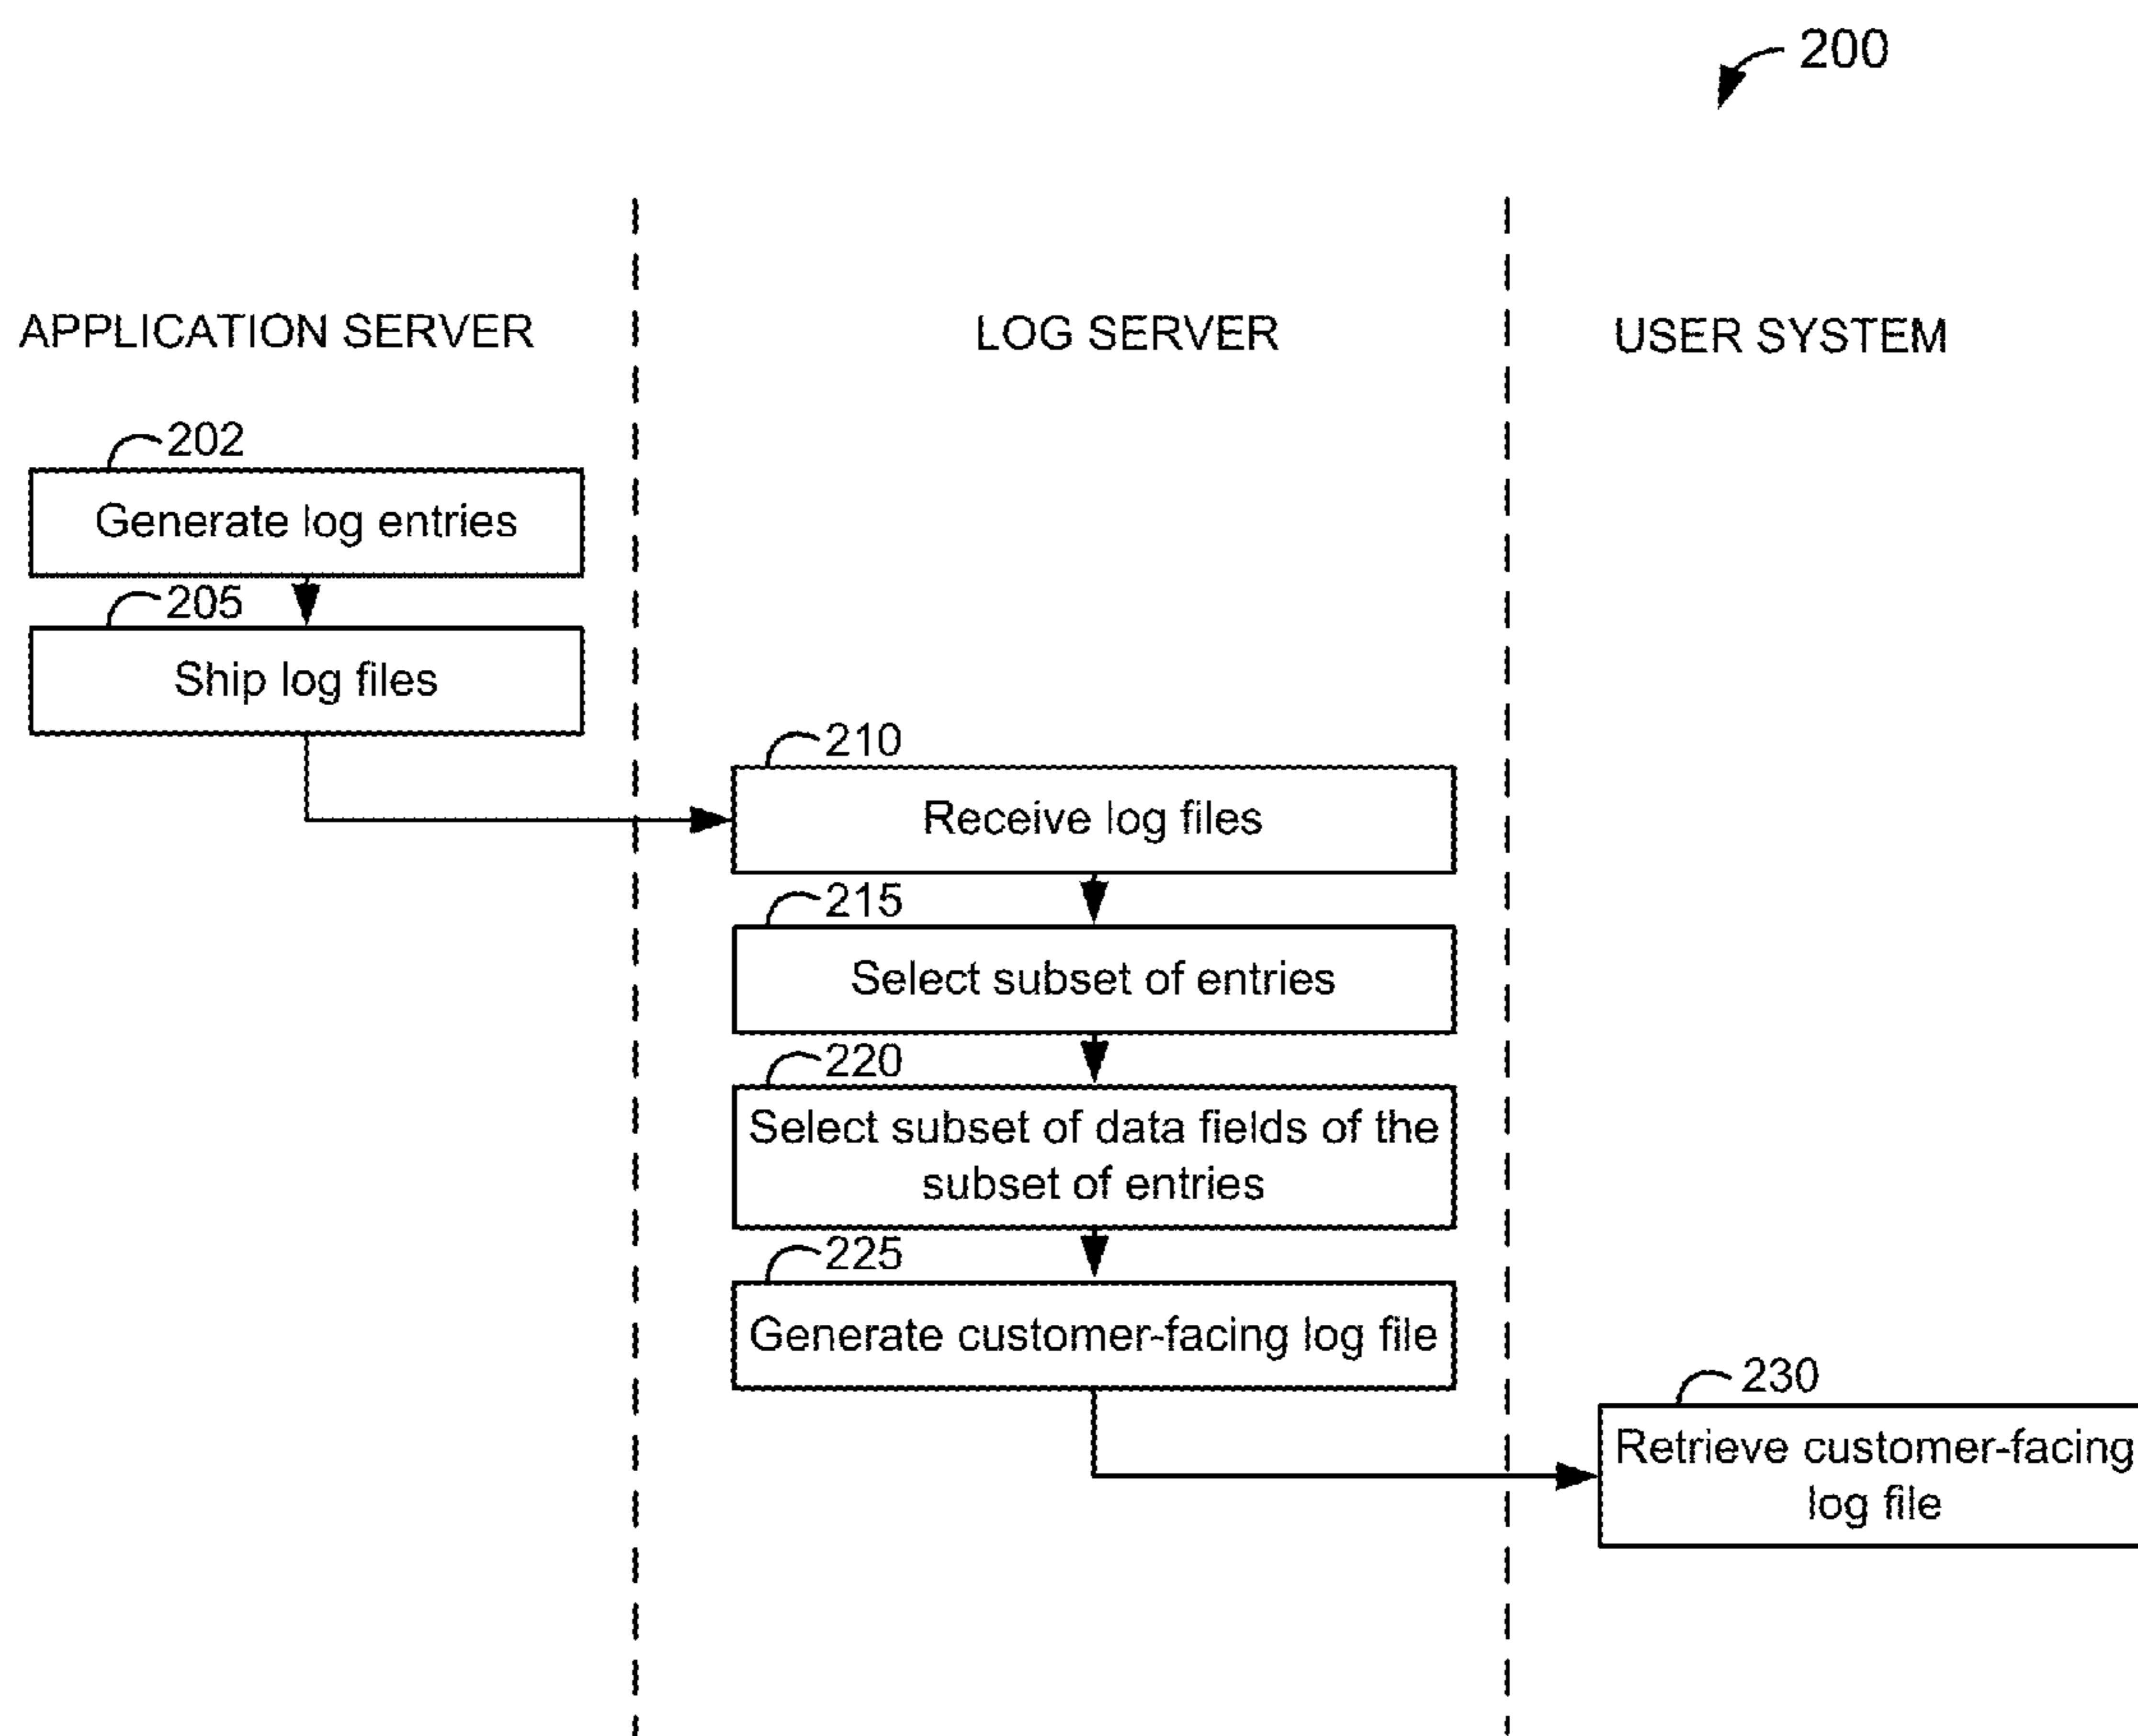 200
APPLICATION SERVER
LOG SERVER
USER SYSTEM
202
Generate log entries
205
Ship log files
210
Receive log files
215
Select subset of entries
220
Select subset of data fields of the
subset of entries
225
Generate customer-facing log file
230
Retrieve customer-facing
log file